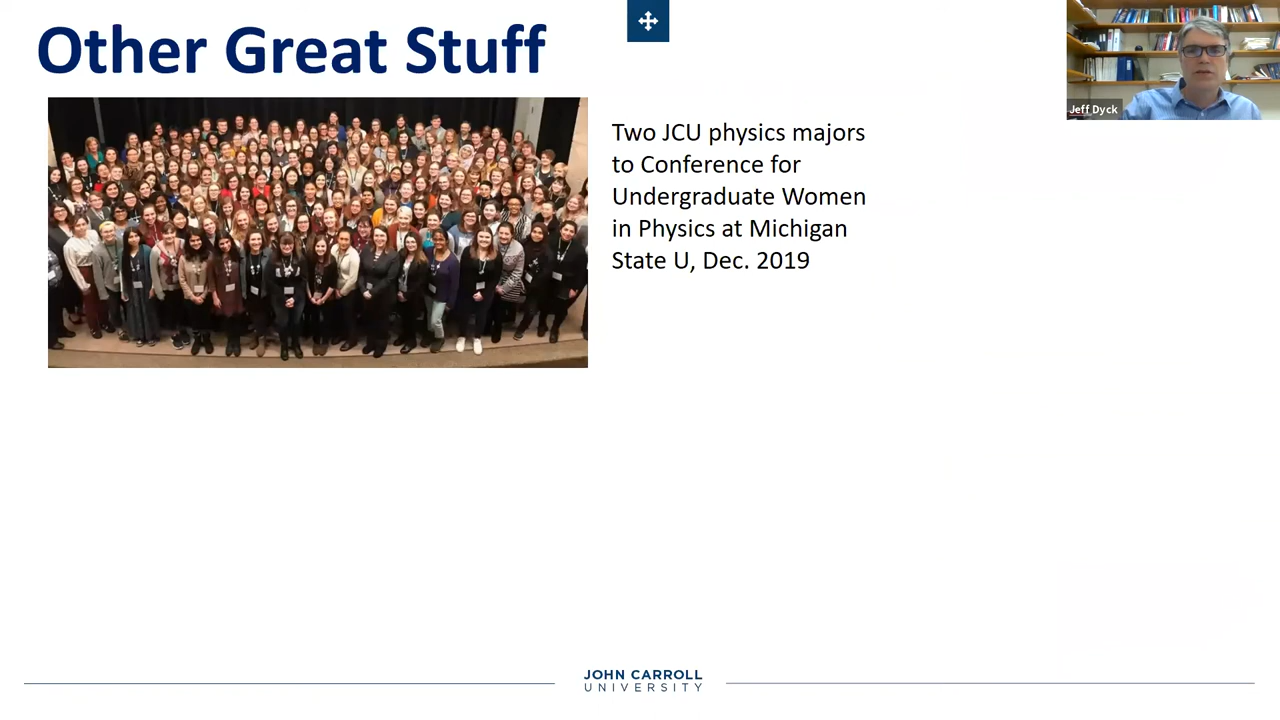 Other Great Stuff
Jeff Dyck
Two JCU physics majors
to Conference for
Undergraduate Women
in Physics at Michigan
State U, Dec. 2019
JOHN CARROLL
UNIVERSITY